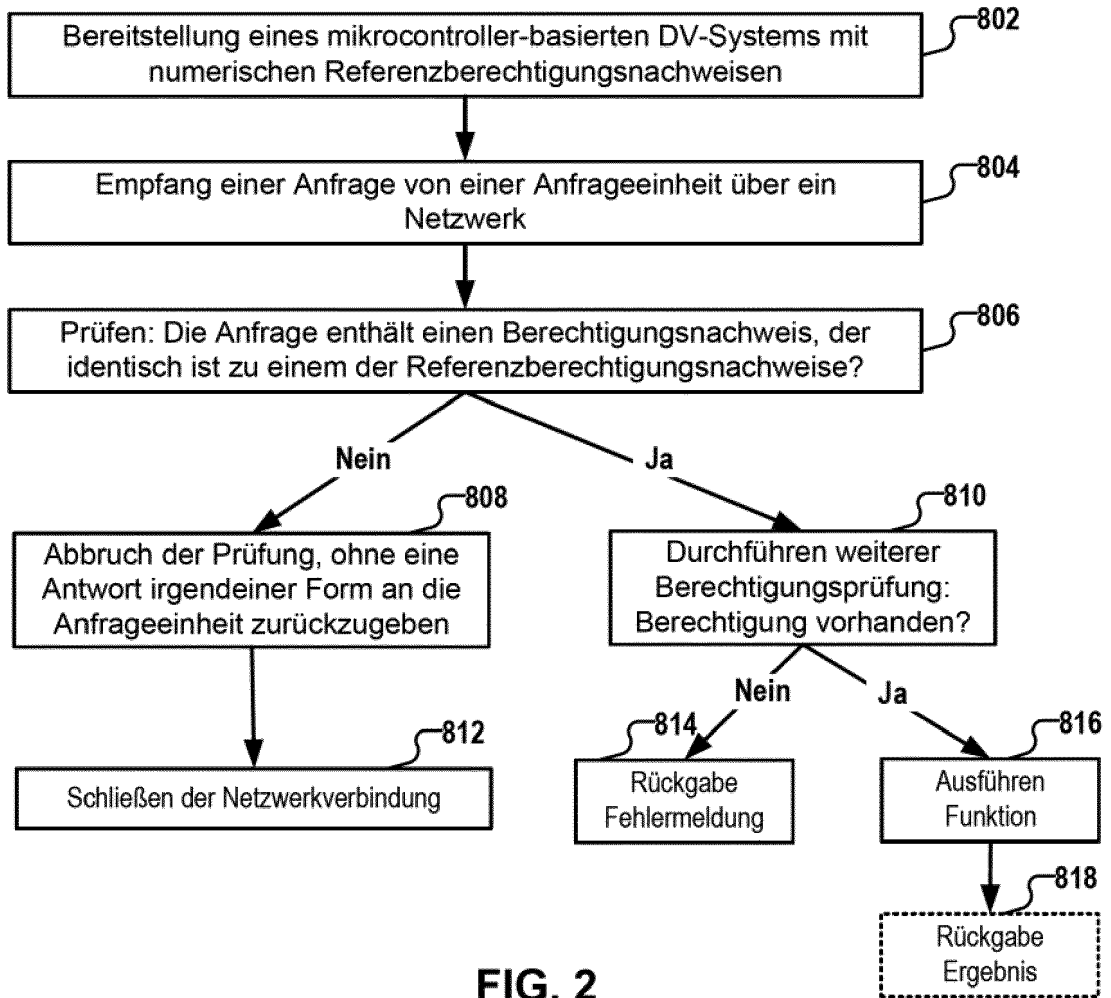 802
Bereitstellung eines mikrocontroller-basierten DV-Systems mit
numerischen Referenzberechtigungsnachweisen
804
Empfang einer Anfrage von einer Anfrageeinheit über ein
Netzwerk
806
Prüfen: Die Anfrage enthält einen Berechtigungsnachweis, der
identisch ist zu einem der Referenzberechtigungsnachweise?
Nein
Ja
808
Abbruch der Prüfung, ohne eine
Antwort irgendeiner Form an die
Anfrageeinheit zurückzugeben
810
Durchführen weiterer
Berechtigungsprüfung:
Berechtigung vorhanden?
Nein
Ja
812
Schließen der Netzwerkverbindung
814
Rückgabe
Fehlermeldung
816
Ausführen
Funktion
818
Rückgabe
Ergebnis
FIG. 2